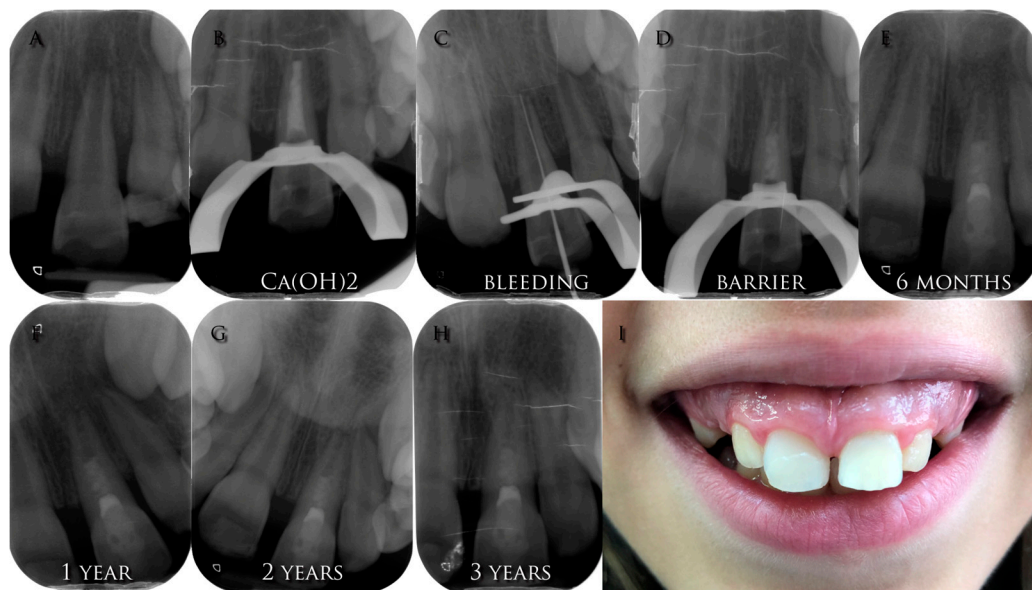 A
B
C
D
E
CA(OH)2
BLEEDING
BARRIER
6 MONTHS
F
G
H
I
1 YEAR
2 YEARS
3 YEARS